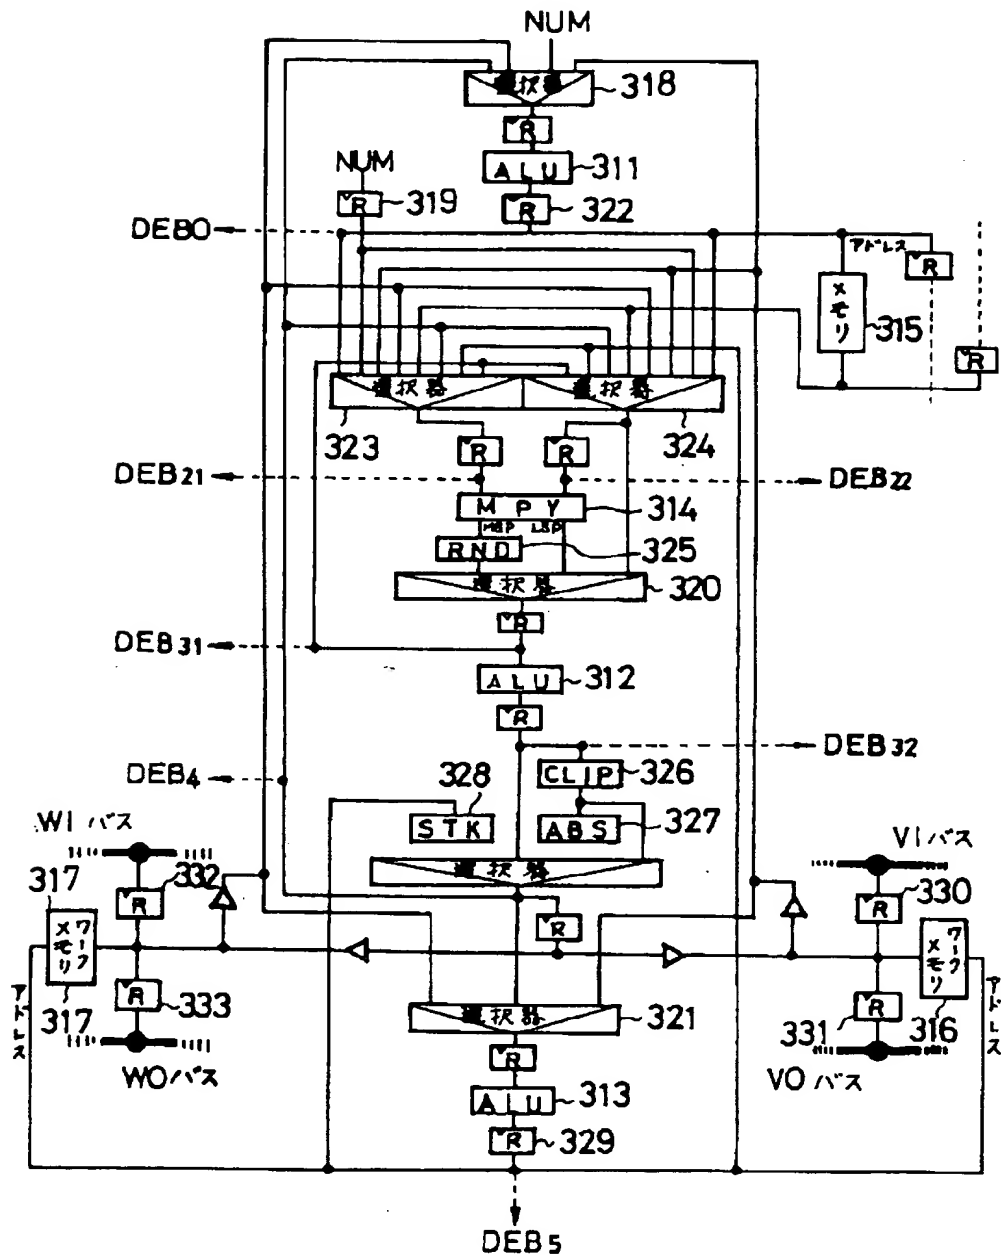 NUM
選択器
318
R
ALU
311
NUM
R
319
R
322
DEB0
アドレス
R
メモリ
315
R
選択器
選択器
323
324
R
R
DEB21
DEB22
MPY
314
MSP LSP
RND
325
選択器
320
R
DEB31
ALU
312
R
DEB32
DEB4
CLIP
326
328
STK
ABS
327
WIバス
VIバス
317
332
選択器
R
R
330
R
ワークメモリ
ワークメモリ
アドレス
アドレス
317
R
333
選択器
321
R
331
316
WOバス
VOバス
R
ALU
313
R
329
DEB5